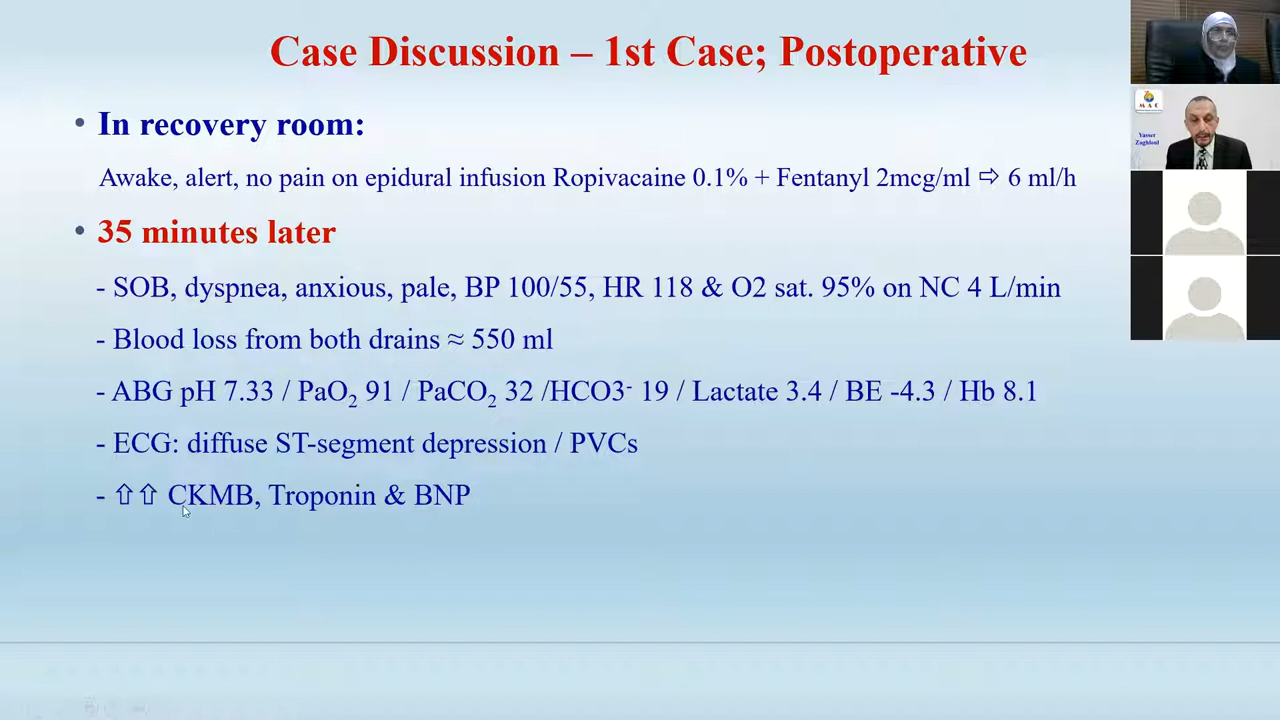 Case Discussion – 1st Case; Postoperative
• In recovery room:
Awake, alert, no pain on epidural infusion Ropivacaine 0.1% + Fentanyl 2mcg/ml ⇨ 6 ml/h
• 35 minutes later
- SOB, dyspnea, anxious, pale, BP 100/55, HR 118 & O2 sat. 95% on NC 4 L/min
- Blood loss from both drains ≈ 550 ml
- ABG pH 7.33 / PaO₂ 91 / PaCO₂ 32 /HCO3⁻ 19 / Lactate 3.4 / BE -4.3 / Hb 8.1
- ECG: diffuse ST-segment depression / PVCs
- ⇧⇧ CKMB, Troponin & BNP
M A C
Yasser
Zaghloul